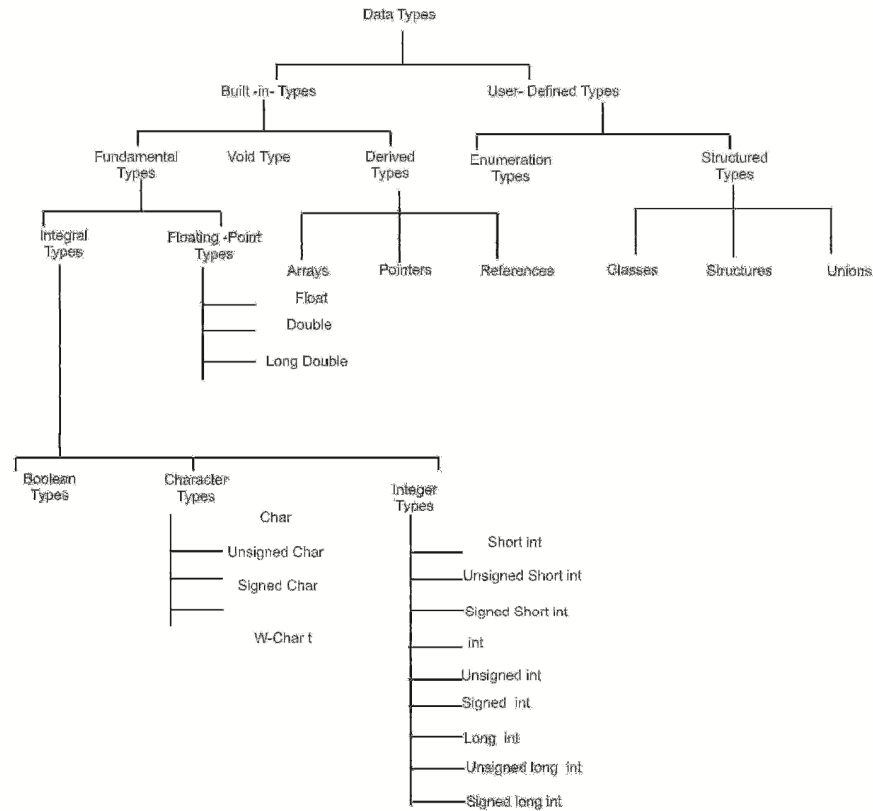 Data Types
Built -in- Types
User- Defined Types
Fundamental
Types
Void Type
Derived
Types
Enumeration
Types
Structured
Types
Integral
Types
Floating -Point
Types
Arrays
Pointers
References
Glasses
Structures
Unions
Float
Double
Long Double
Boolean
Types
Character
Types
Integer
Types
Char
Unsigned Char
Signed Char
W-Char t
Short int
Unsigned Short int
Signed Short int
int
Unsigned int
Signed int
Long int
Unsigned long int
Signed long int